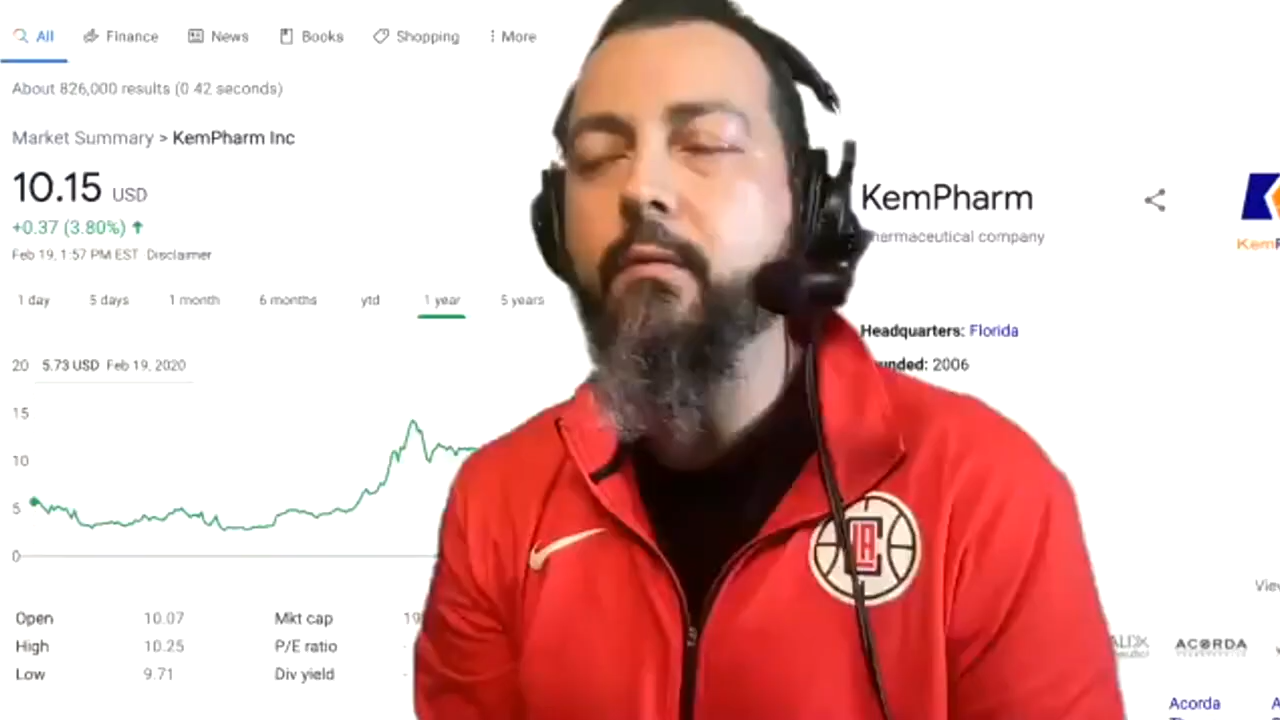 All Finance News Books Shopping More
About 826,000 results (0 42 seconds)
Market Summary > KemPharm Inc
10.15 USD
+0.37 (3.80%)
Feb 19, 1:57 PM EST Disclaimer
1 day 5 days 1 month 6 months ytd 1 year 5 years
20 5.73 USD Feb 19, 2020
15
10
5
0
Open 10.07 Mkt cap 19
High 10.25 P/E ratio -
Low 9.71 Div yield -
KemPharm
harmaceutical company
Headquarters: Florida
unded: 2006
LA
C
View
ACORDA
Acorda